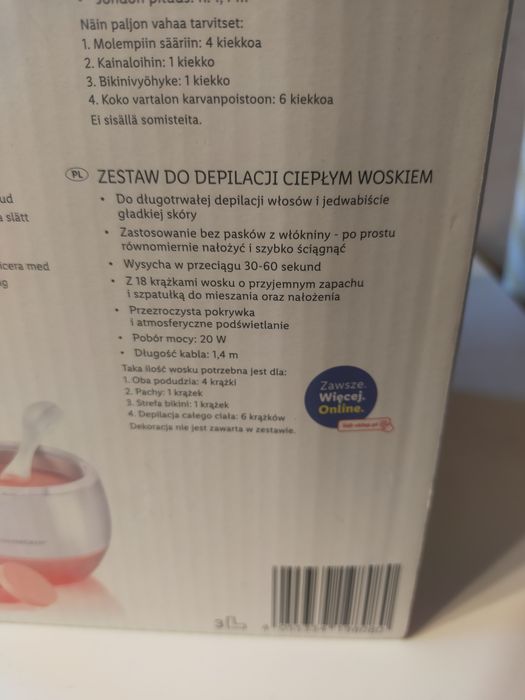 Näin paljon vahaa tarvitset:
1. Molempiin sääriin: 4 kiekkoa
2. Kainaloihin: 1 kiekko
3. Bikinivyöhyke: 1 kiekko
4. Koko vartalon karvanpoistoon: 6 kiekkoa
Ei sisällä somisteita.
PL ZESTAW DO DEPILACJI CIEPŁYM WOSKIEM
• Do długotrwałej depilacji włosów i jedwabiście
gładkiej skóry
• Zastosowanie bez pasków z włókniny - po prostu
równomiernie nałożyć i szybko ściągnąć
• Wysycha w przeciągu 30-60 sekund
• Z 18 krążkami wosku o przyjemnym zapachu
i szpatułką do mieszania oraz nałożenia
• Przezroczysta pokrywka
i atmosferyczne podświetlanie
• Pobór mocy: 20 W
• Długość kabla: 1,4 m
Taka ilość wosku potrzebna jest dla:
1. Oba podudzia: 4 krążki
2. Pachy: 1 krążek
3. Strefa bikini: 1 krążek
4. Depilacja całego ciała: 6 krążków
Dekoracja nie jest zawarta w zestawie.
ud
slätt
icera med
Zawsze.
Więcej.
Online.
3